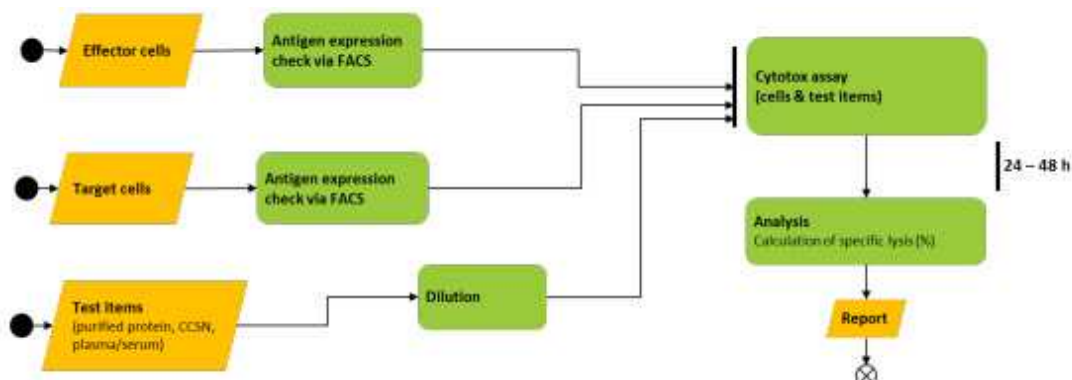 Effector cells
Antigen expression
check via FACS
Cytotox assay
(cells & test items)
Target cells
Antigen expression
check via FACS
24 – 48 h
Analysis
Calculation of specific lysis (%)
Test items
(purified protein, CCSN,
plasma/serum)
Dilution
Report